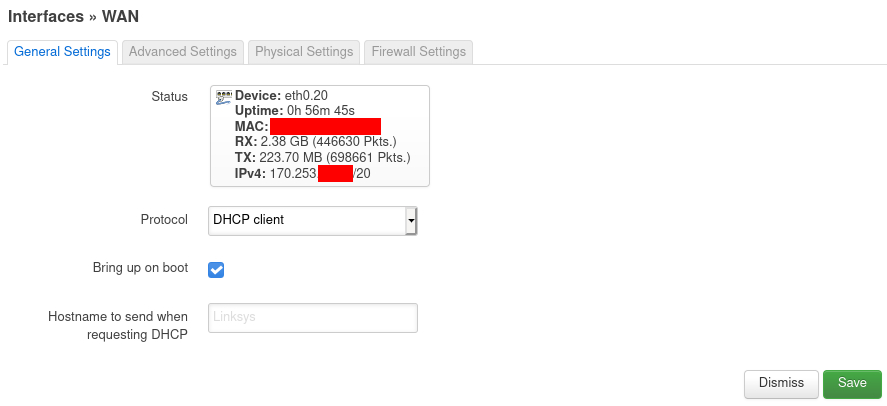 Interfaces » WAN
General Settings
Advanced Settings
Physical Settings
Firewall Settings
Status
Device: eth0.20
Uptime: 0h 56m 45s
MAC:
RX: 2.38 GB (446630 Pkts.)
TX: 223.70 MB (698661 Pkts.)
IPv4: 170.253 /20
Protocol
DHCP client
Bring up on boot
Hostname to send when
requesting DHCP
Linksys
Dismiss
Save